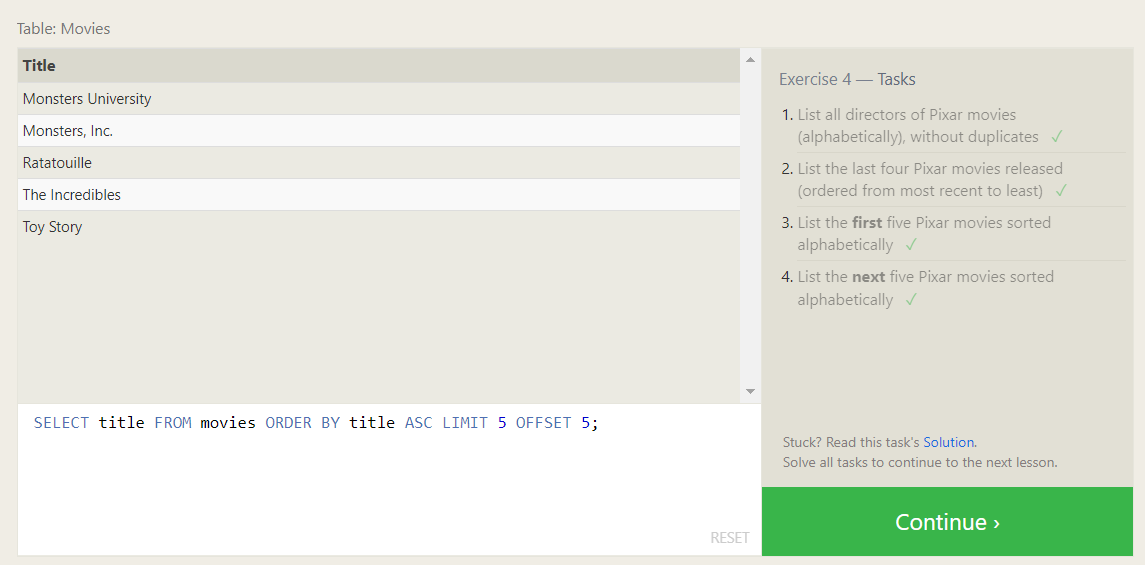 Table: Movies
Title
Monsters University
Monsters, Inc.
Ratatouille
The Incredibles
Toy Story
SELECT title FROM movies ORDER BY title ASC LIMIT 5 OFFSET 5;
RESET
Exercise 4 — Tasks
1. List all directors of Pixar movies
(alphabetically), without duplicates ✓
2. List the last four Pixar movies released
(ordered from most recent to least) ✓
3. List the first five Pixar movies sorted
alphabetically ✓
4. List the next five Pixar movies sorted
alphabetically ✓
Stuck? Read this task's Solution.
Solve all tasks to continue to the next lesson.
Continue ›